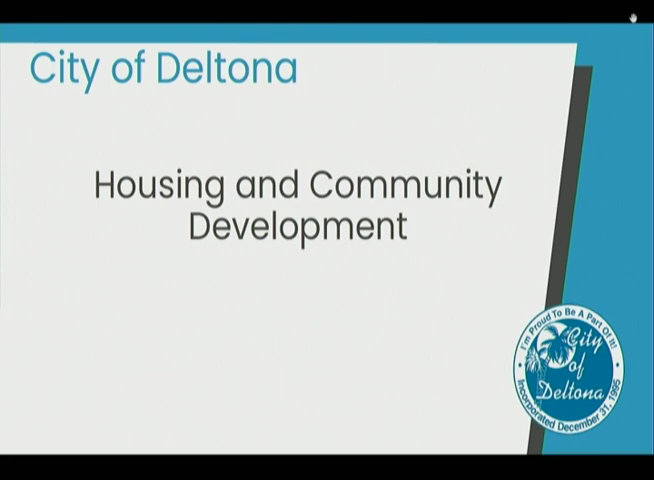 City of Deltona
Housing and Community
Development
I'm Proud To Be A Part Of It!
City
of
Deltona
Incorporated December 31, 1995